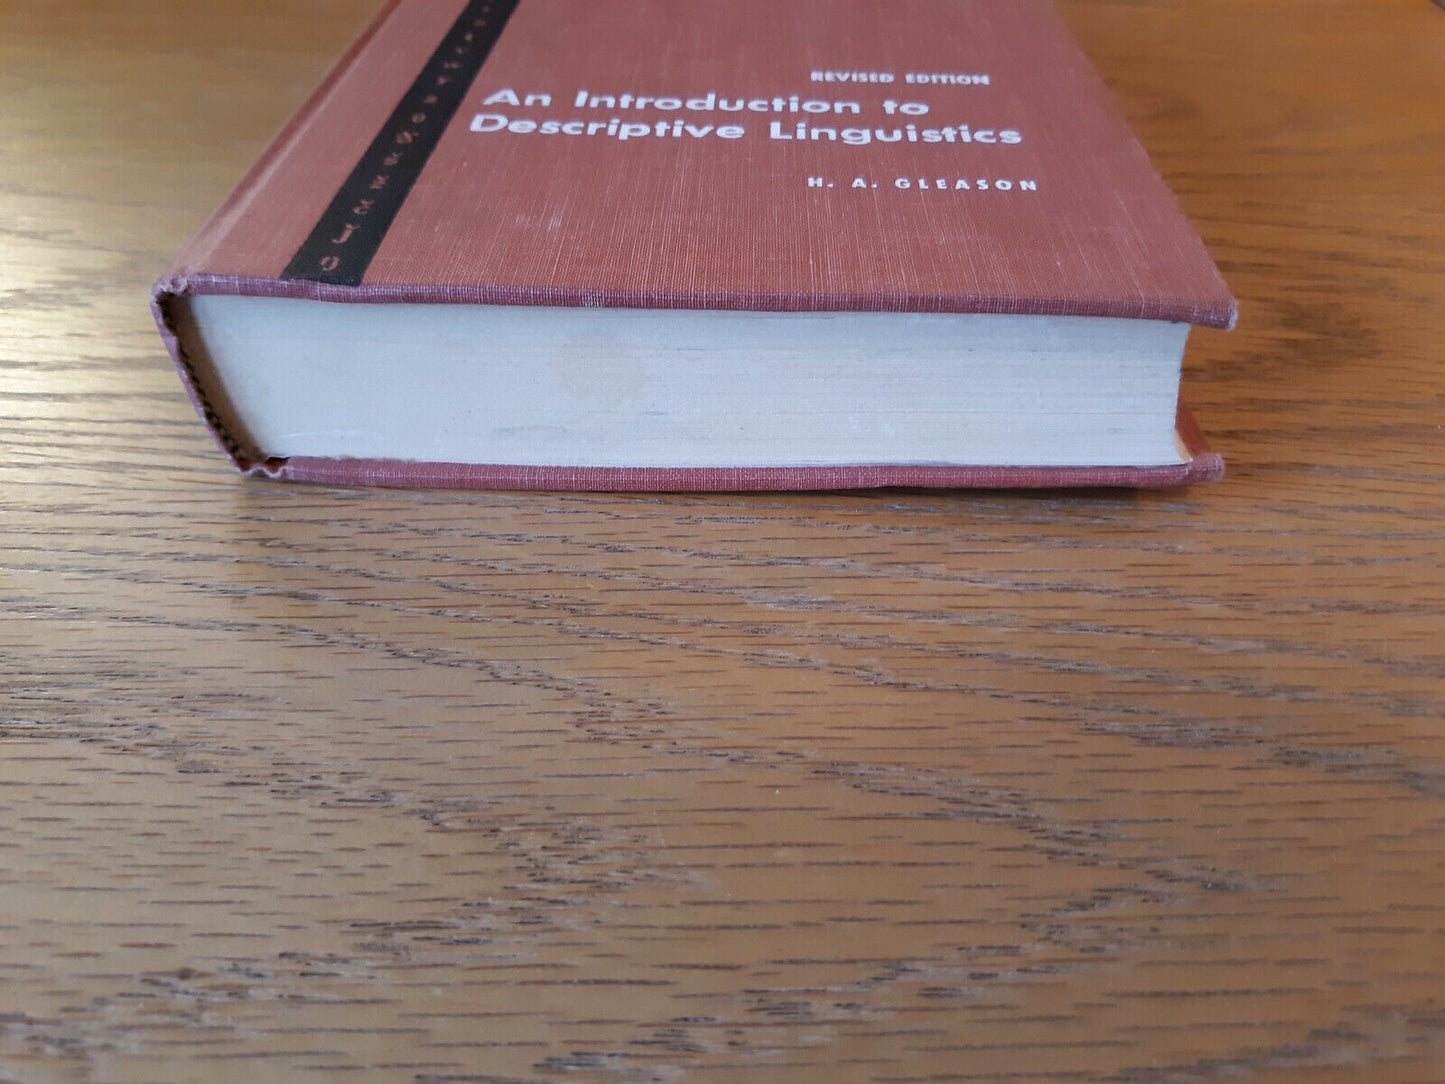 REVISED EDITION
An Introduction to
Descriptive Linguistics
H. A. GLEASON